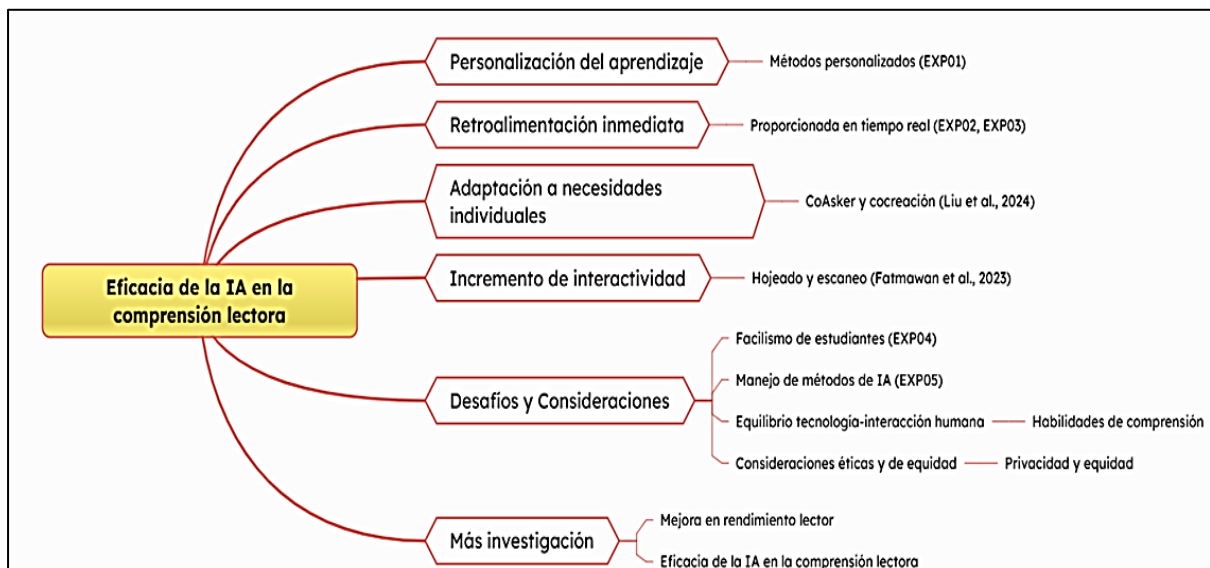 Personalización del aprendizaje
Métodos personalizados (EXP01)
Retroalimentación inmediata
Proporcionada en tiempo real (EXP02, EXP03)
Adaptación a necesidades
individuales
CoAsker y cocreación (Liu et al., 2024)
Eficacia de la IA en la
comprensión lectora
Incremento de interactividad
Hojeado y escaneo (Fatmawan et al., 2023)
Desafíos y Consideraciones
Facilismo de estudiantes (EXP04)
Manejo de métodos de IA (EXP05)
Equilibrio tecnología-interacción humana
Habilidades de comprensión
Consideraciones éticas y de equidad
Privacidad y equidad
Más investigación
Mejora en rendimiento lector
Eficacia de la IA en la comprensión lectora